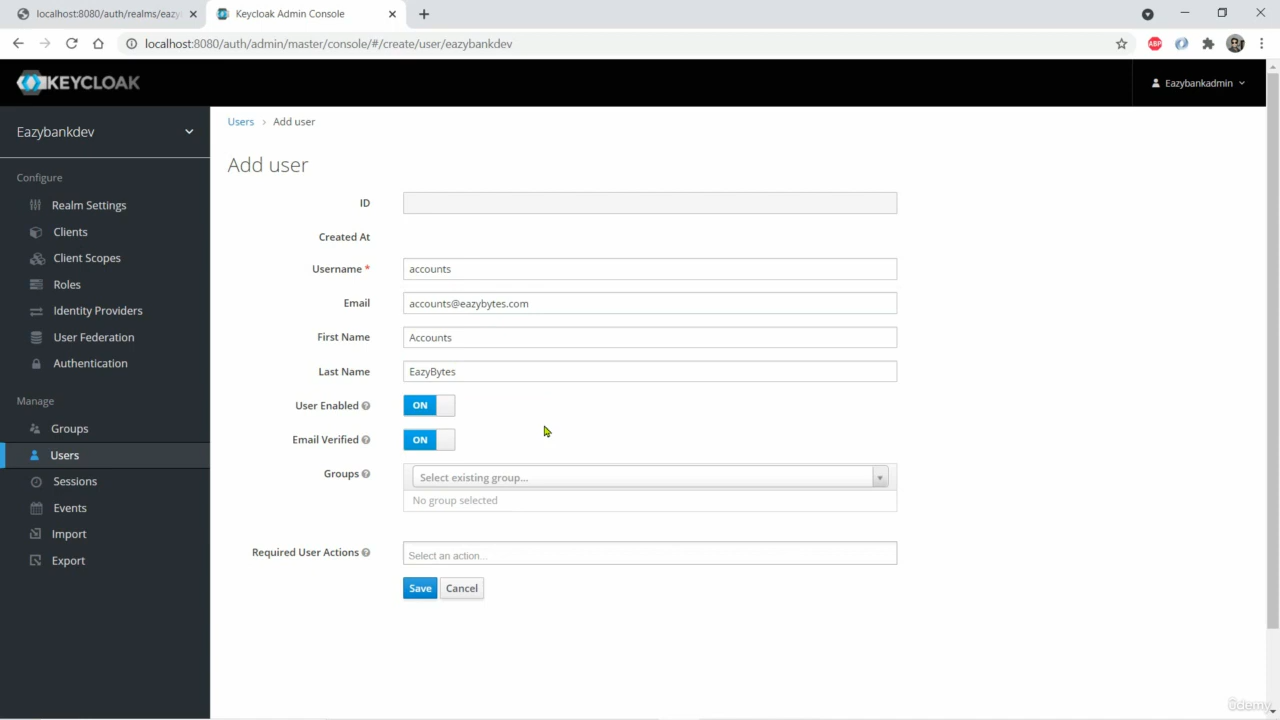 localhost:8080/auth/realms/eazy
Keycloak Admin Console
localhost:8080/auth/admin/master/console/#/create/user/eazybankdev
ABP
KEYCLOAK
Eazybankadmin
Eazybankdev
Users > Add user
Add user
Configure
Realm Settings
Clients
Client Scopes
Roles
Identity Providers
User Federation
Authentication
Manage
Groups
Users
Sessions
Events
Import
Export
ID
Created At
Username * accounts
Email accounts@eazybytes.com
First Name Accounts
Last Name EazyBytes
User Enabled ON
Email Verified ON
Groups Select existing group...
No group selected
Required User Actions Select an action...
Save Cancel
ûdemy